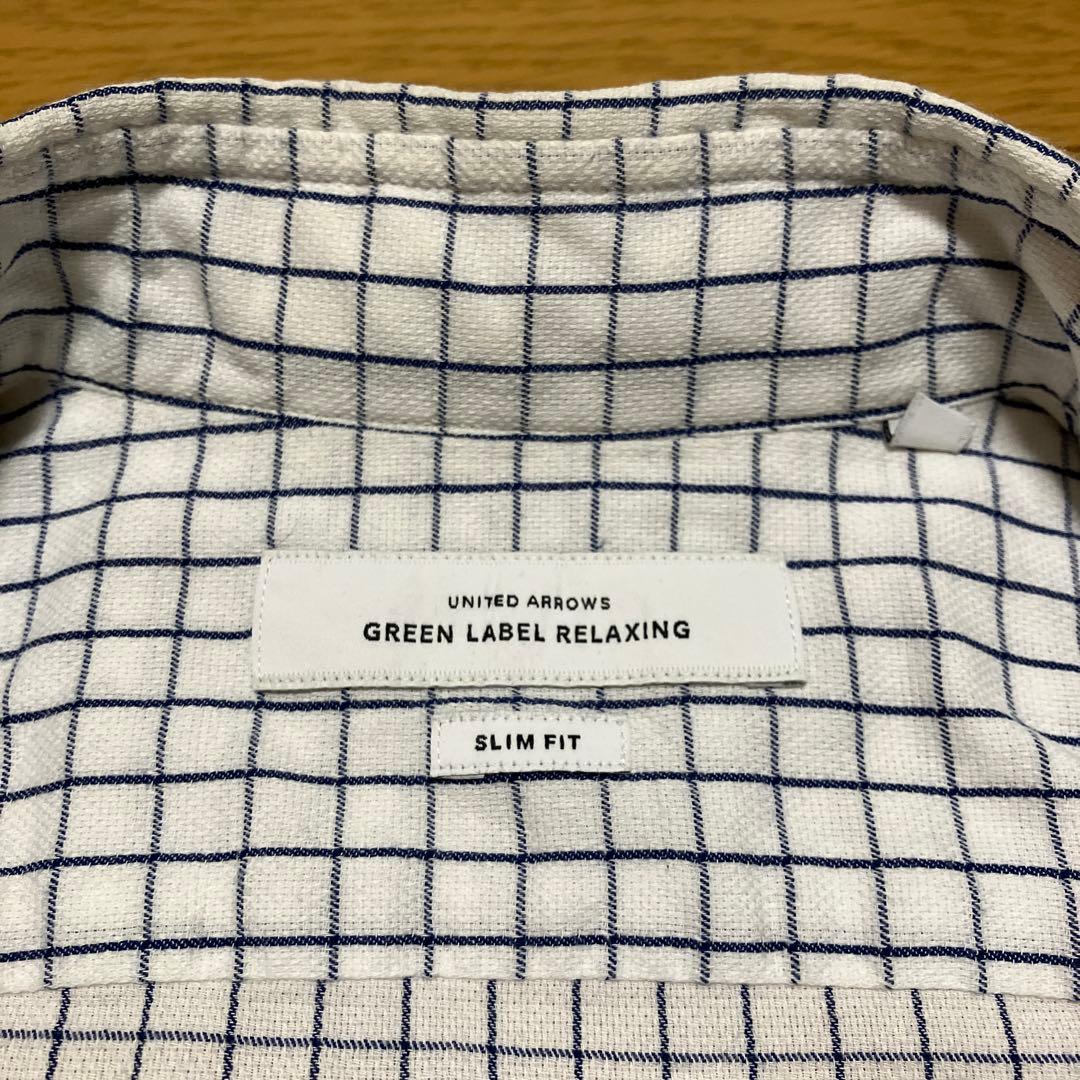 UNITED ARROWS
GREEN LABEL RELAXING
SLIM FIT